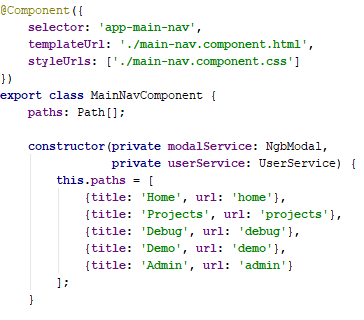 @Component({
    selector: 'app-main-nav',
    templateUrl: './main-nav.component.html',
    styleUrls: ['./main-nav.component.css']
})
export class MainNavComponent {
    paths: Path[];
    constructor(private modalService: NgbModal,
                private userService: UserService) {
        this.paths = [
            {title: 'Home', url: 'home'},
            {title: 'Projects', url: 'projects'},
            {title: 'Debug', url: 'debug'},
            {title: 'Demo', url: 'demo'},
            {title: 'Admin', url: 'admin'}
        ];
    }